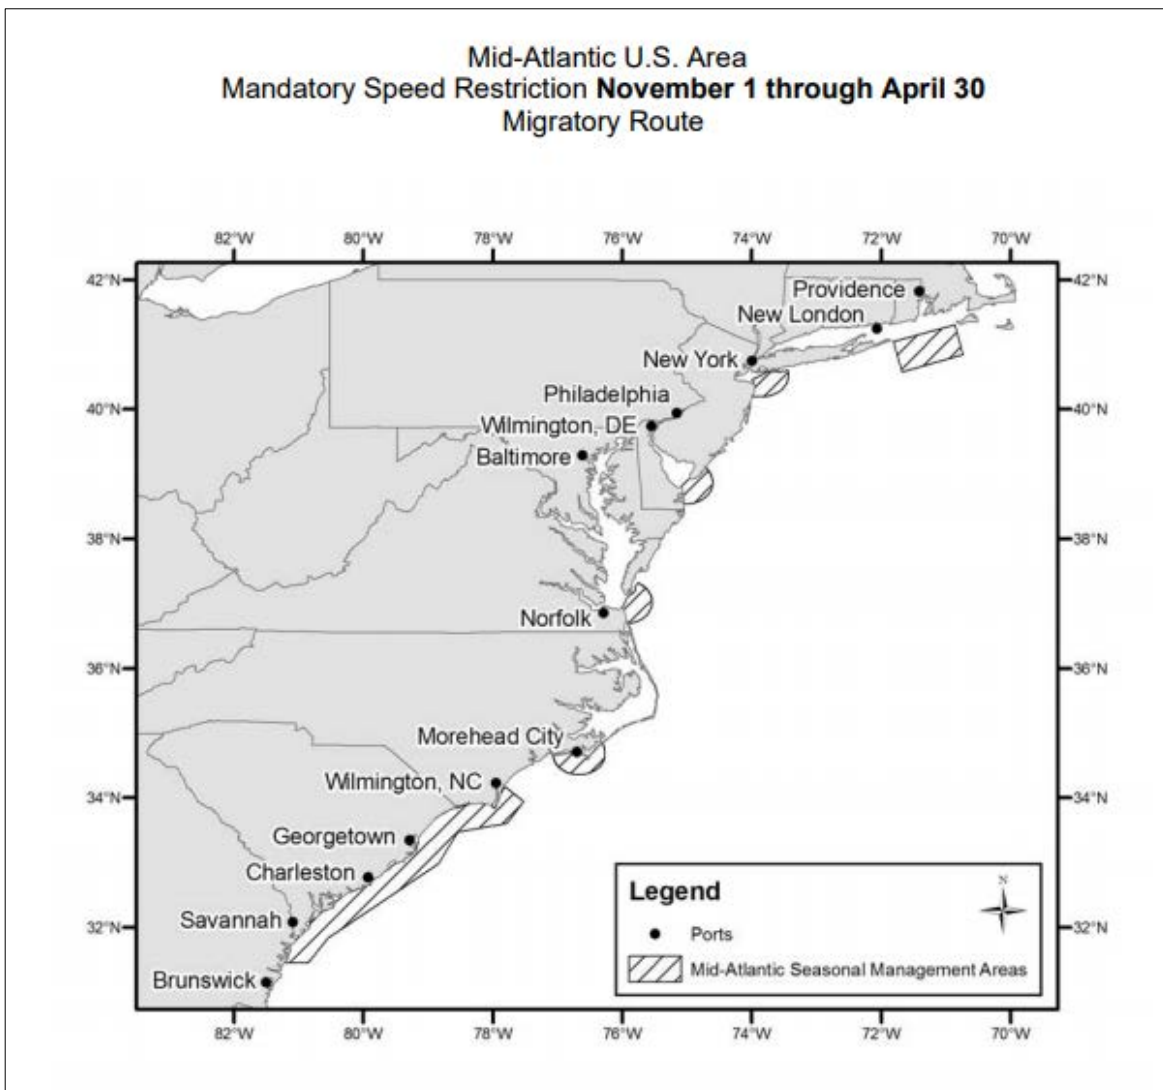 Mid-Atlantic U.S. Area
Mandatory Speed Restriction November 1 through April 30
Migratory Route
82°W 80°W 78°W 76°W 74°W 72°W 70°W
42°N 42°N
Providence
New London
New York
40°N 40°N
Philadelphia
Wilmington, DE
Baltimore
38°N 38°N
Norfolk
36°N 36°N
Morehead City
Wilmington, NC
34°N 34°N
Georgetown
Charleston
Savannah
32°N 32°N
Brunswick
Legend
N
Ports
Mid-Atlantic Seasonal Management Areas
82°W 80°W 78°W 76°W 74°W 72°W 70°W